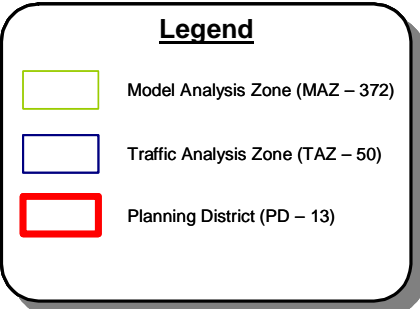 Legend
Model Analysis Zone (MAZ – 372)
Traffic Analysis Zone (TAZ – 50)
Planning District (PD – 13)